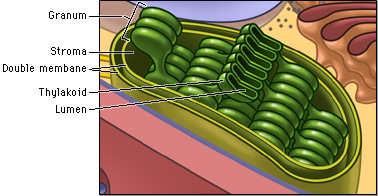 Granum
Stroma
Double membane
Thylakoid
Lumen